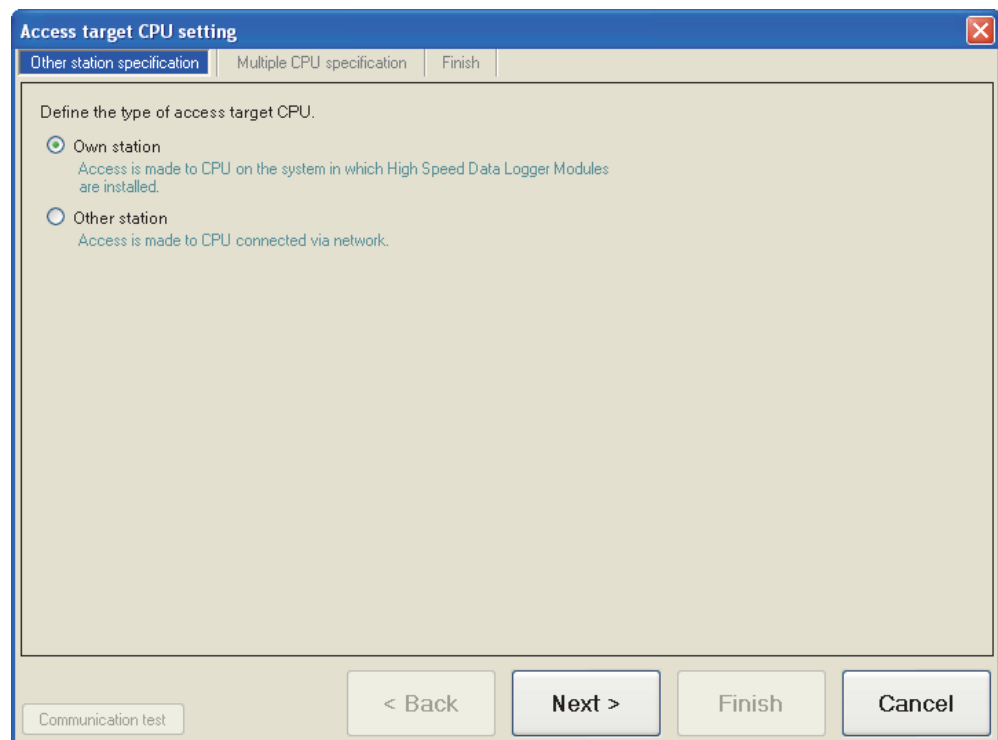 Access target CPU setting
Other station specification Multiple CPU specification Finish
Define the type of access target CPU.
Own station
Access is made to CPU on the system in which High Speed Data Logger Modules
are installed.
Other station
Access is made to CPU connected via network.
Communication test < Back Next > Finish Cancel